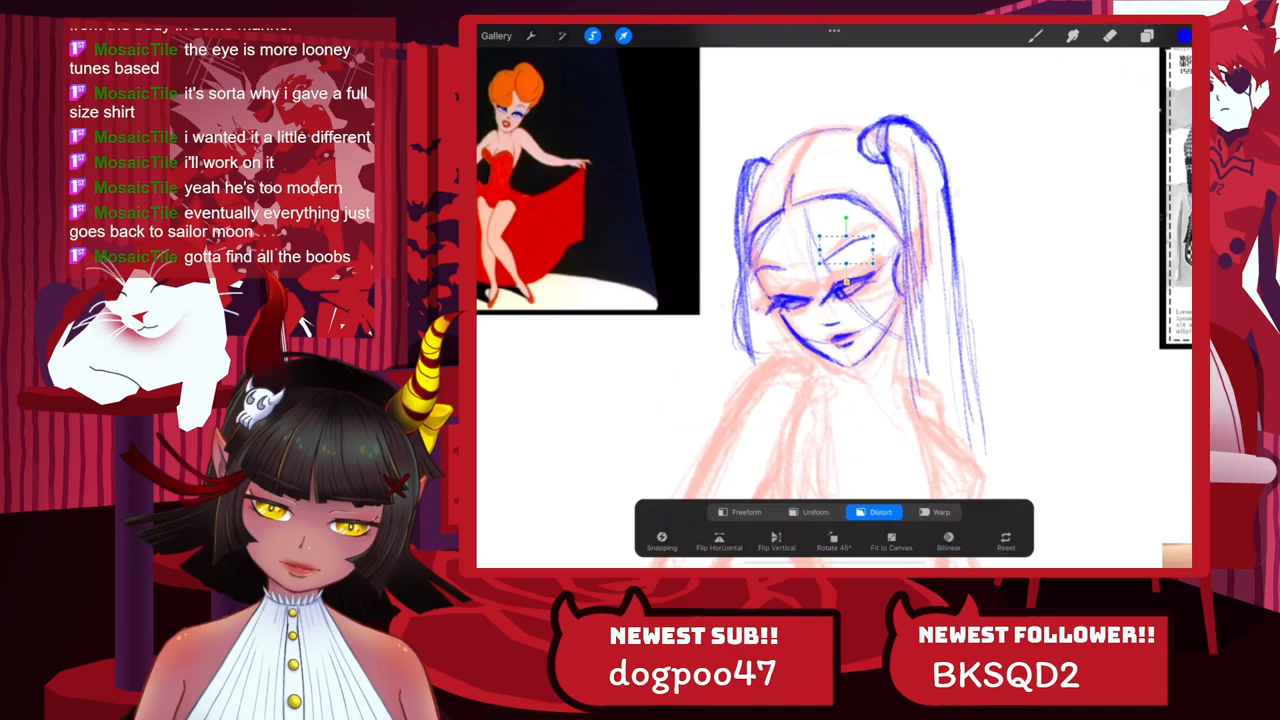 MosaicTile the eye is more looney
tunes based
MosaicTile it's sorta why i gave a full
size shirt
MosaicTile i wanted it a little different
MosaicTile i'll work on it
MosaicTile yeah he's too modern
MosaicTile eventually everything just
goes back to sailor moon
MosaicTile gotta find all the boobs
Gallery
Freeform Uniform Distort Warp
Snapping Flip Horizontal Flip Vertical Rotate 45° Fit to Canvas Bilinear Reset
NEWEST SUB!!
dogpoo47
NEWEST FOLLOWER!!
BKSQD2